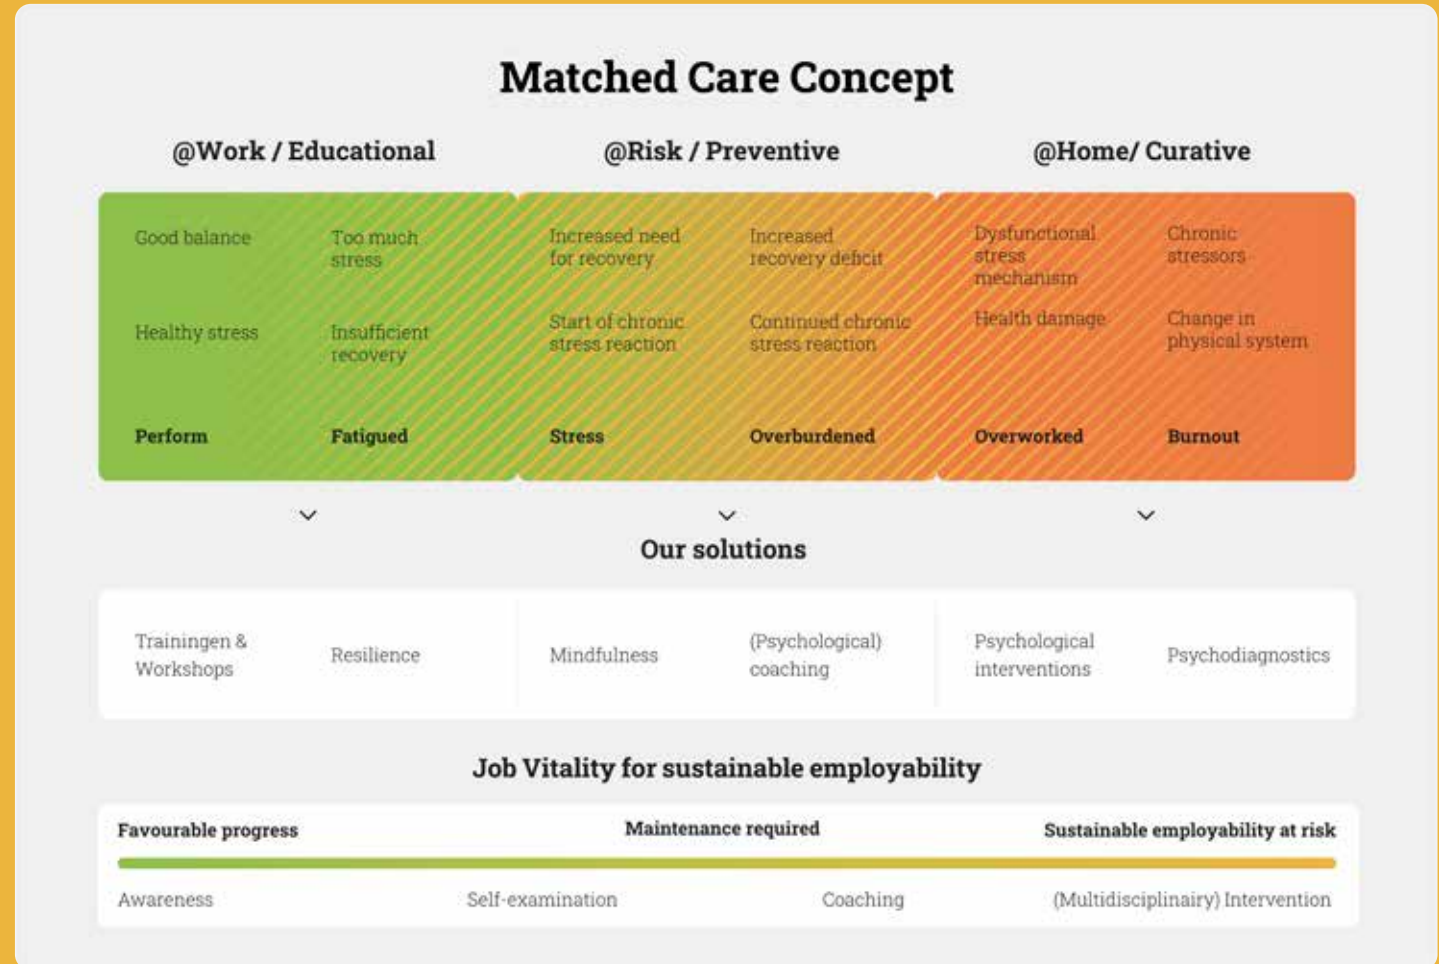 Matched Care Concept
@Work / Educational
@Risk / Preventive
@Home/ Curative
Good balance
Too much
stress
Increased need
for recovery
Increased
recovery deficit
Dysfunctional
stress
mechanism
Chronic
stressors
Healthy stress
Insufficient
recovery
Start of chronic
stress reaction
Continued chronic
stress reaction
Health damage
Change in
physical system
Perform
Fatigued
Stress
Overburdened
Overworked
Burnout
Our solutions
Trainingen &
Workshops
Resilience
Mindfulness
(Psychological)
coaching
Psychological
interventions
Psychodiagnostics
Job Vitality for sustainable employability
Favourable progress
Maintenance required
Sustainable employability at risk
Awareness
Self-examination
Coaching
(Multidisciplinairy) Intervention